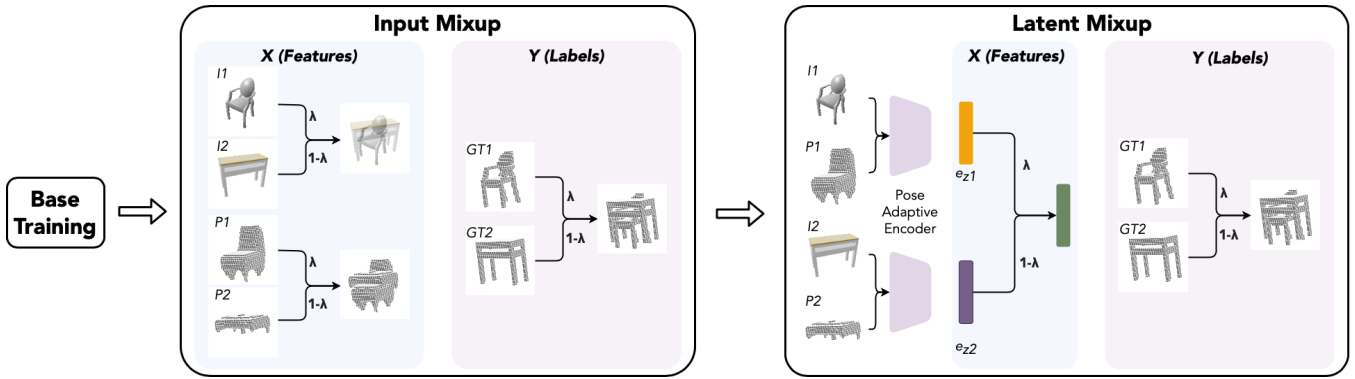 Base
Training
Input Mixup
X (Features)
I1
λ
I2
1-λ
P1
λ
P2
1-λ
Y (Labels)
GT1
λ
GT2
1-λ
Latent Mixup
I1
P1
Pose
Adaptive
Encoder
I2
P2
X (Features)
ez1
λ
1-λ
ez2
Y (Labels)
GT1
λ
GT2
1-λ